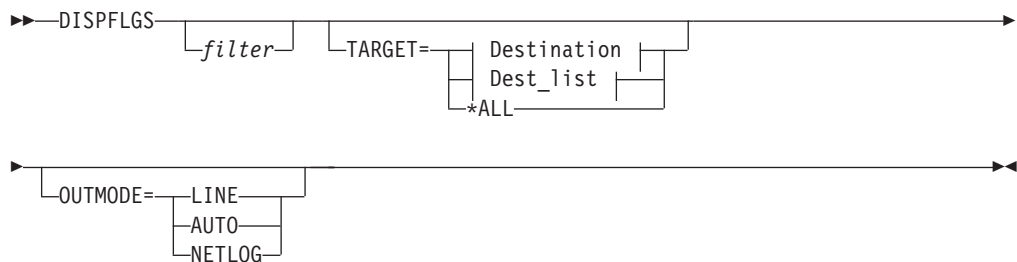 DISPFLGS
filter
TARGET=
Destination
Dest_list
*ALL
OUTMODE=
LINE
AUTO
NETLOG